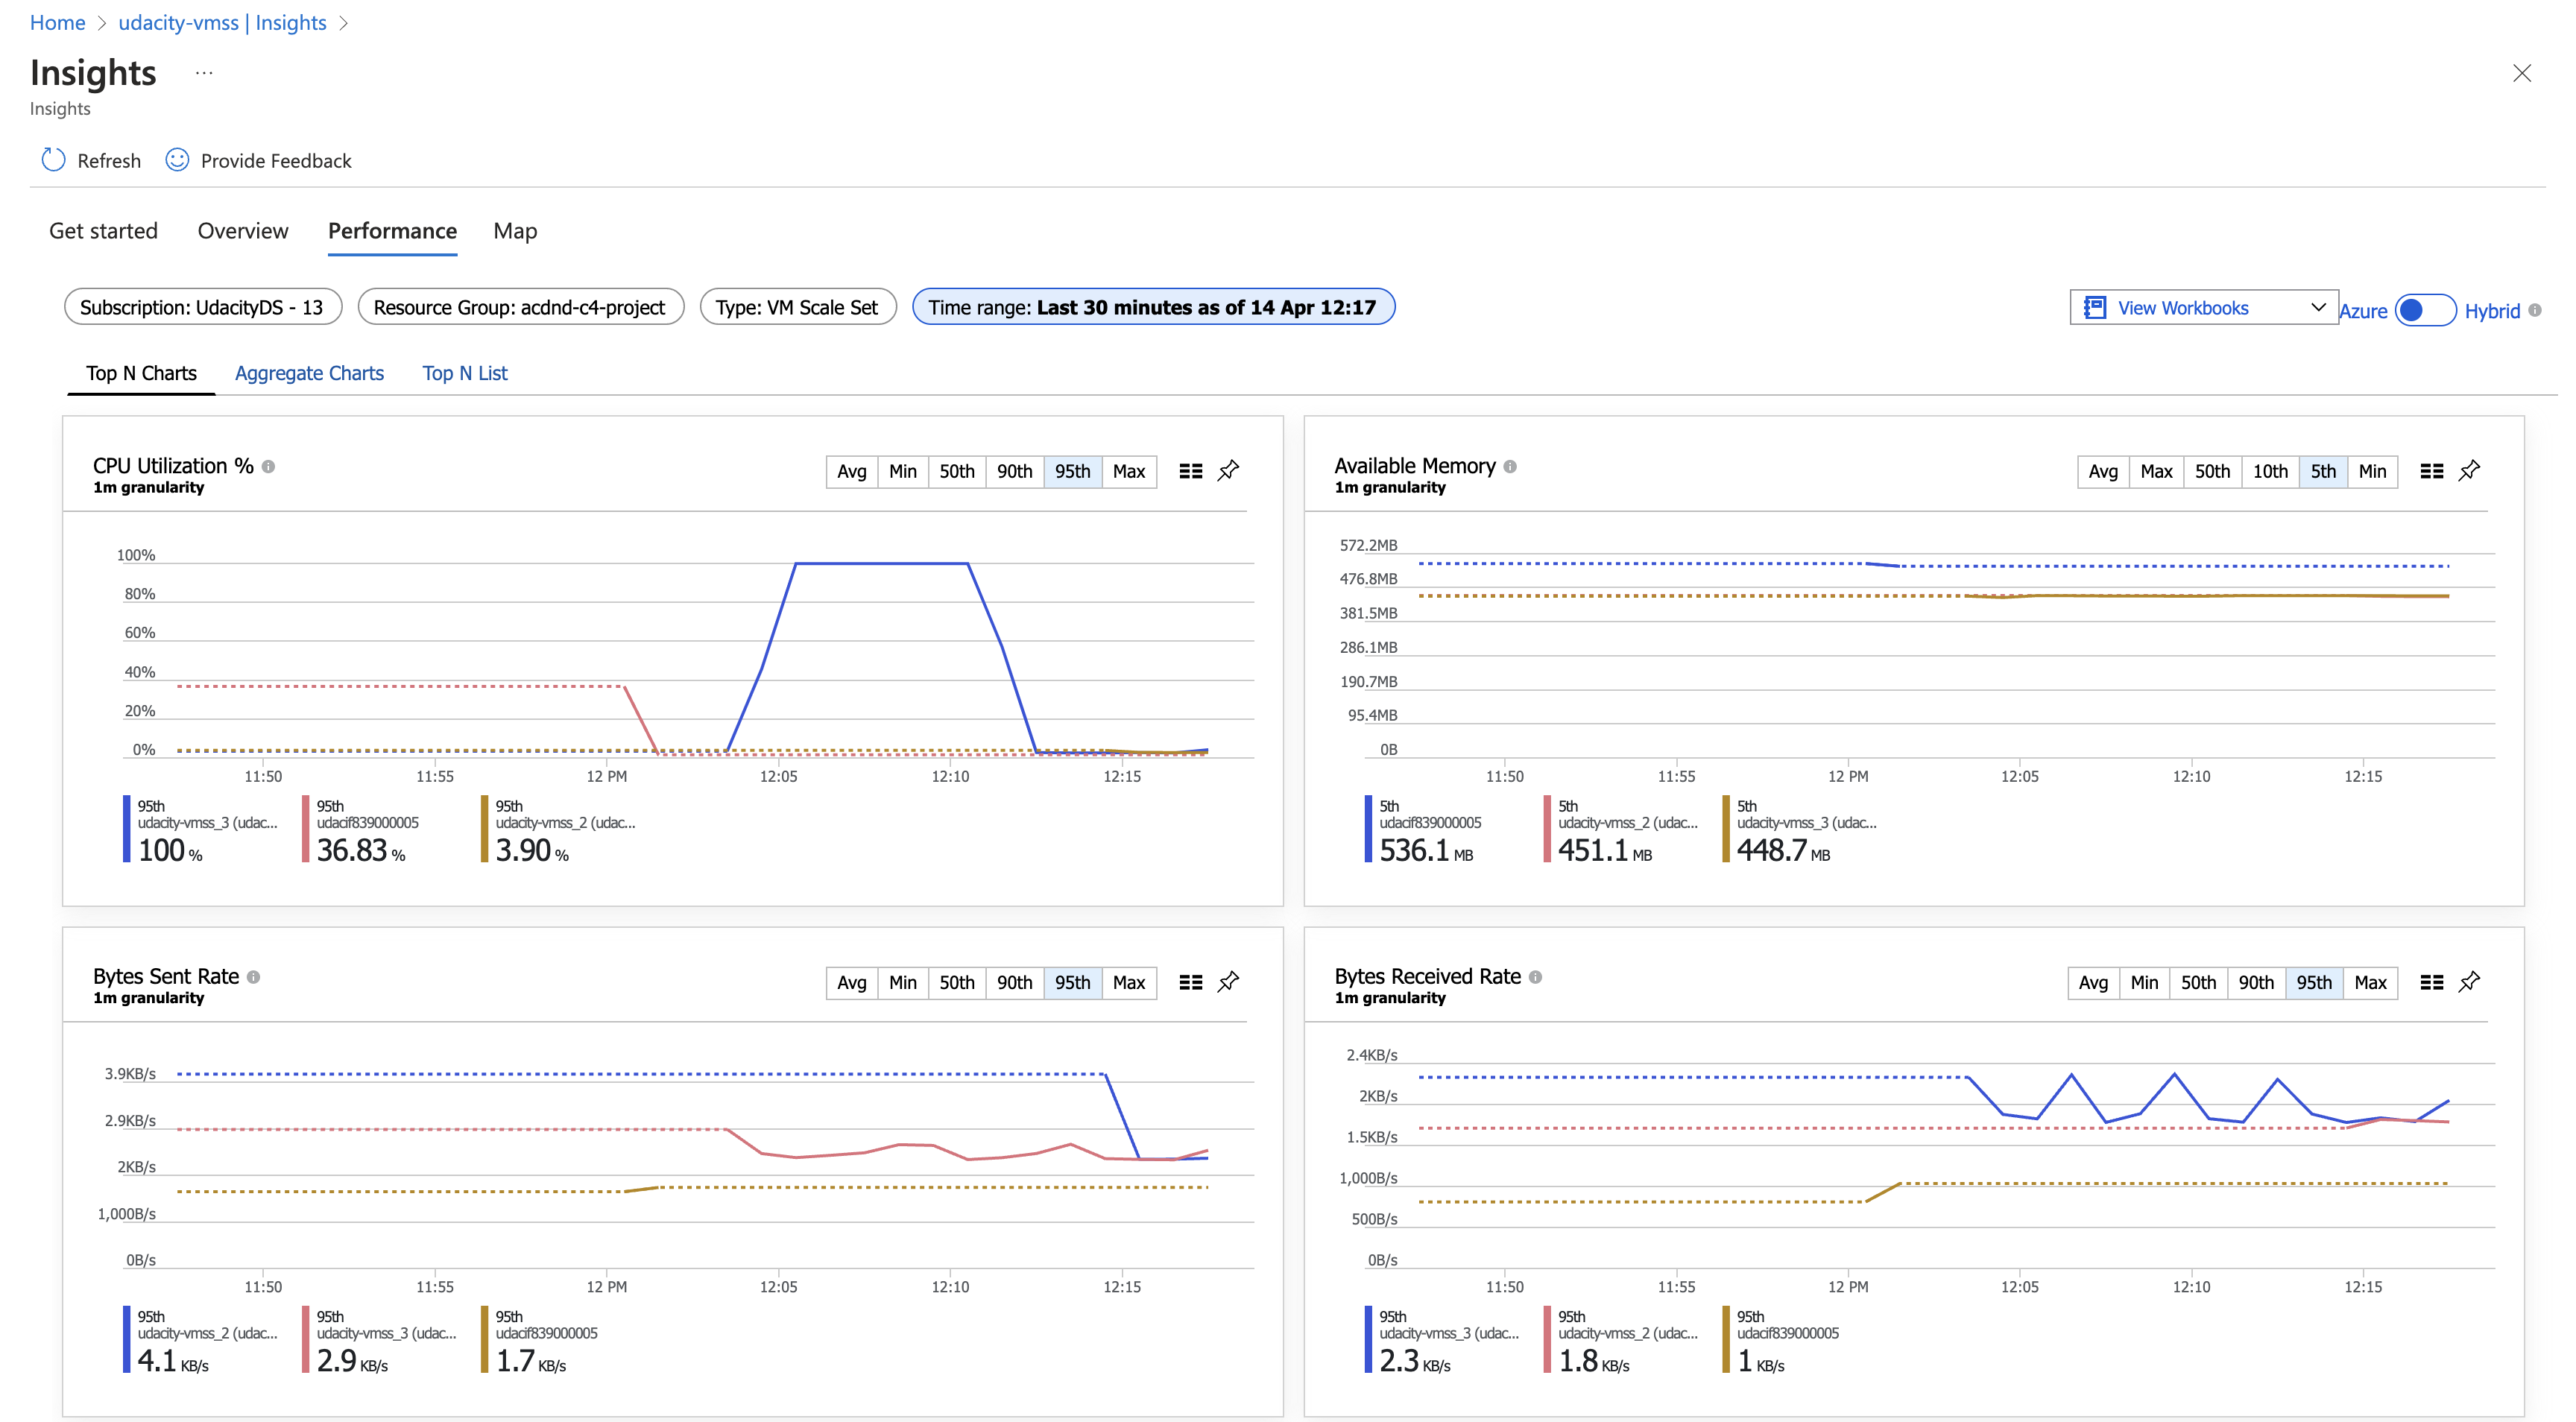 Home > udacity-vmss | Insights >
Insights ...
Insights
Refresh Provide Feedback
Get started Overview Performance Map
Subscription: UdacityDS - 13 Resource Group: acdnd-c4-project Type: VM Scale Set Time range: Last 30 minutes as of 14 Apr 12:17 View Workbooks Azure Hybrid
Top N Charts Aggregate Charts Top N List
CPU Utilization %
1m granularity
Avg Min 50th 90th 95th Max
100%
80%
60%
40%
20%
0%
11:50 11:55 12 PM 12:05 12:10 12:15
95th 95th 95th
udacity-vmss_3 (udac... udacif839000005 udacity-vmss_2 (udac...
100 % 36.83 % 3.90 %
Available Memory
1m granularity
Avg Max 50th 10th 5th Min
572.2MB
476.8MB
381.5MB
286.1MB
190.7MB
95.4MB
0B
11:50 11:55 12 PM 12:05 12:10 12:15
5th 5th 5th
udacif839000005 udacity-vmss_2 (udac... udacity-vmss_3 (udac...
536.1 MB 451.1 MB 448.7 MB
Bytes Sent Rate
1m granularity
Avg Min 50th 90th 95th Max
3.9KB/s
2.9KB/s
2KB/s
1,000B/s
0B/s
11:50 11:55 12 PM 12:05 12:10 12:15
95th 95th 95th
udacity-vmss_2 (udac... udacity-vmss_3 (udac... udacif839000005
4.1 KB/s 2.9 KB/s 1.7 KB/s
Bytes Received Rate
1m granularity
Avg Min 50th 90th 95th Max
2.4KB/s
2KB/s
1.5KB/s
1,000B/s
500B/s
0B/s
11:50 11:55 12 PM 12:05 12:10 12:15
95th 95th 95th
udacity-vmss_3 (udac... udacity-vmss_2 (udac... udacif839000005
2.3 KB/s 1.8 KB/s 1 KB/s